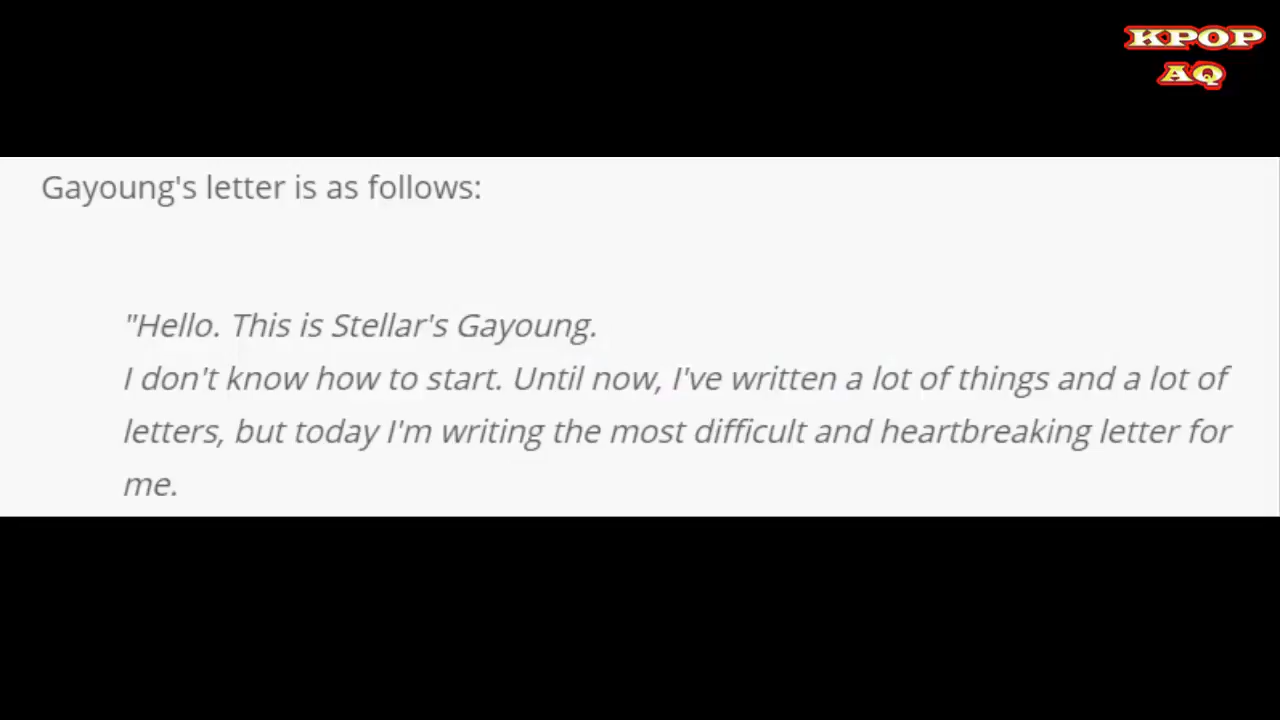 KPOP
AQ
Gayoung's letter is as follows:
"Hello. This is Stellar's Gayoung.
I don't know how to start. Until now, I've written a lot of things and a lot of
letters, but today I'm writing the most difficult and heartbreaking letter for
me.